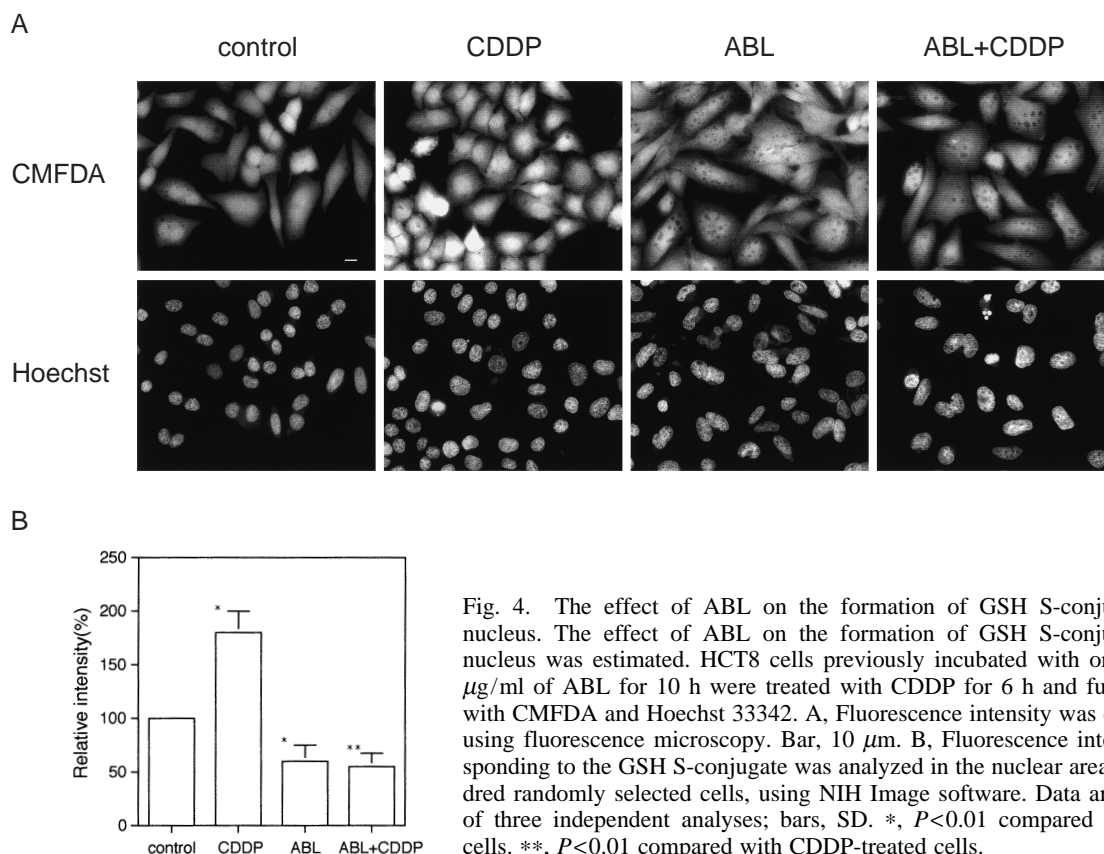 A
control CDDP ABL ABL+CDDP
CMFDA
Hoechst
B
250
200
150
100
50
0
Relative intensity(%)
*
*
**
control CDDP ABL ABL+CDDP
Fig. 4. The effect of ABL on the formation of GSH S-conju
nucleus. The effect of ABL on the formation of GSH S-conju
nucleus was estimated. HCT8 cells previously incubated with or
μg/ml of ABL for 10 h were treated with CDDP for 6 h and fu
with CMFDA and Hoechst 33342. A, Fluorescence intensity was
using fluorescence microscopy. Bar, 10 μm. B, Fluorescence inte
sponding to the GSH S-conjugate was analyzed in the nuclear area
dred randomly selected cells, using NIH Image software. Data a
of three independent analyses; bars, SD. *, P<0.01 compared
cells. **, P<0.01 compared with CDDP-treated cells.